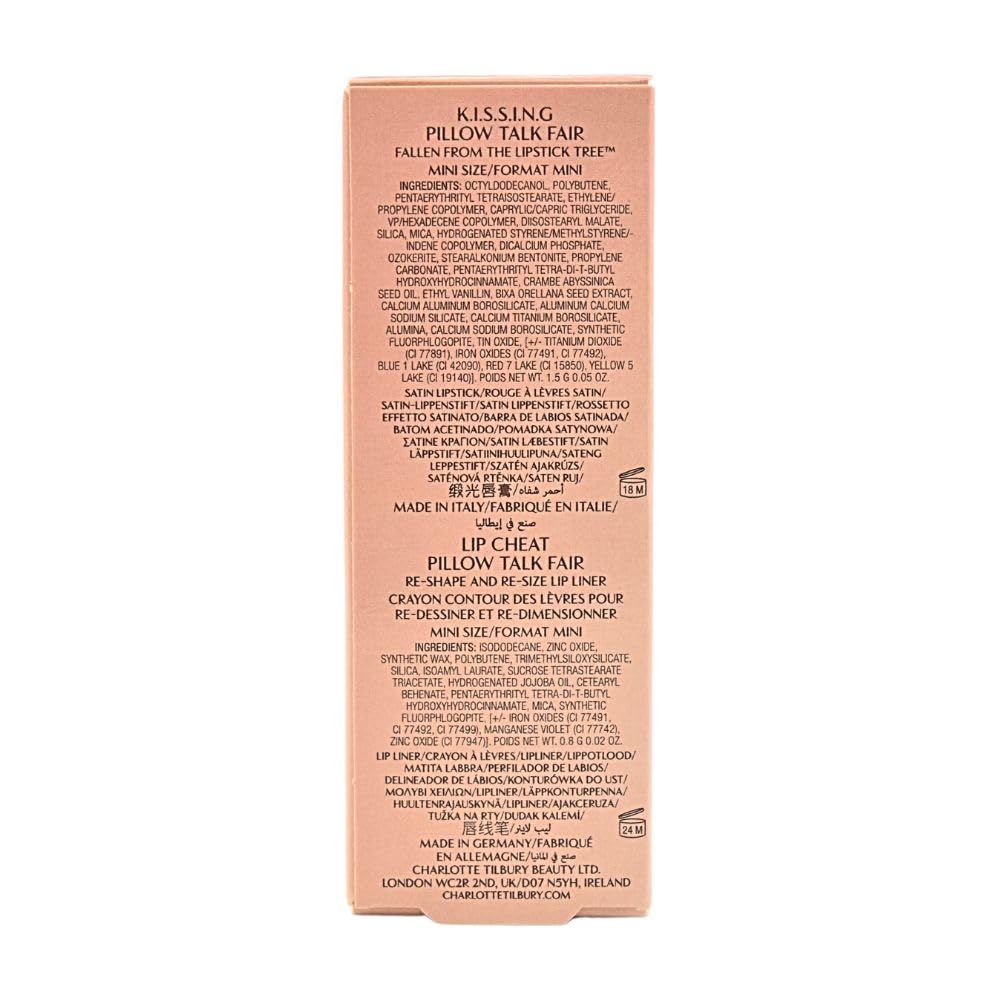 K.I.S.S.I.N.G
PILLOW TALK FAIR
FALLEN FROM THE LIPSTICK TREE™
MINI SIZE/FORMAT MINI
INGREDIENTS: OCTYLDODECANOL, POLYBUTENE,
PENTAERYTHRITYL TETRAISOSTEARATE, ETHYLENE/
PROPYLENE COPOLYMER, CAPRYLIC/CAPRIC TRIGLYCERIDE,
VP/HEXADECENE COPOLYMER, DIISOSTEARYL MALATE,
SILICA, MICA, HYDROGENATED STYRENE/METHYLSTYRENE/-
INDENE COPOLYMER, DICALCIUM PHOSPHATE,
OZOKERITE, STEARALKONIUM BENTONITE, PROPYLENE
CARBONATE, PENTAERYTHRITYL TETRA-DI-T-BUTYL
HYDROXYHYDROCINNAMATE, CRAMBE ABYSSINICA
SEED OIL, ETHYL VANILLIN, BIXA ORELLANA SEED EXTRACT,
CALCIUM ALUMINUM BOROSILICATE, ALUMINUM CALCIUM
SODIUM SILICATE, CALCIUM TITANIUM BOROSILICATE,
ALUMINA, CALCIUM SODIUM BOROSILICATE, SYNTHETIC
FLUORPHLOGOPITE, TIN OXIDE, [+/- TITANIUM DIOXIDE
(CI 77891), IRON OXIDES (CI 77491, CI 77492),
BLUE 1 LAKE (CI 42090), RED 7 LAKE (CI 15850), YELLOW 5
LAKE (CI 19140)]. POIDS NET WT. 1.5 G 0.05 OZ.
SATIN LIPSTICK/ROUGE À LÈVRES SATIN/
SATIN-LIPPENSTIFT/SATIN LIPPENSTIFT/ROSSETTO
EFFETTO SATINATO/BARRA DE LABIOS SATINADA/
BATOM ACETINADO/POMADKA SATYNOWA/
ΣΑΤΙΝΕ ΚΡΑΓΙΟΝ/SATIN LÆBESTIFT/SATIN
LÄPPSTIFT/SATIINIHUULIPUNA/SATENG
LEPPESTIFT/SZATÉN AJAKRÚZS/
SATÉNOVÁ RTĚNKA/SATEN RUJ/
缎光唇膏/أحمر شفاه
18 M
MADE IN ITALY/FABRIQUÉ EN ITALIE/
صنع في إيطاليا
LIP CHEAT
PILLOW TALK FAIR
RE-SHAPE AND RE-SIZE LIP LINER
CRAYON CONTOUR DES LÈVRES POUR
RE-DESSINER ET RE-DIMENSIONNER
MINI SIZE/FORMAT MINI
INGREDIENTS: ISODODECANE, ZINC OXIDE,
SYNTHETIC WAX, POLYBUTENE, TRIMETHYLSILOXYSILICATE,
SILICA, ISOAMYL LAURATE, SUCROSE TETRASTEARATE
TRIACETATE, HYDROGENATED JOJOBA OIL, CETEARYL
BEHENATE, PENTAERYTHRITYL TETRA-DI-T-BUTYL
HYDROXYHYDROCINNAMATE, MICA, SYNTHETIC
FLUORPHLOGOPITE, [+/- IRON OXIDES (CI 77491,
CI 77492, CI 77499), MANGANESE VIOLET (CI 77742),
ZINC OXIDE (CI 77947)]. POIDS NET WT. 0.8 G 0.02 OZ.
LIP LINER/CRAYON À LÈVRES/LIPLINER/LIPPOTLOOD/
MATITA LABBRA/PERFILADOR DE LABIOS/
DELINEADOR DE LÁBIOS/KONTURÓWKA DO UST/
ΜΟΛΥΒΙ ΧΕΙΛΙΩΝ/LIPLINER/LÄPPKONTURPENNA/
HUULTENRAJAUSKYNÄ/LIPLINER/AJAKCERUZA/
TUŽKA NA RTY/DUDAK KALEMİ/
唇线笔/ليب لاينر
24 M
MADE IN GERMANY/FABRIQUÉ
EN ALLEMAGNE/صنع في المانيا
CHARLOTTE TILBURY BEAUTY LTD.
LONDON WC2R 2ND, UK/D07 N5YH, IRELAND
CHARLOTTETILBURY.COM